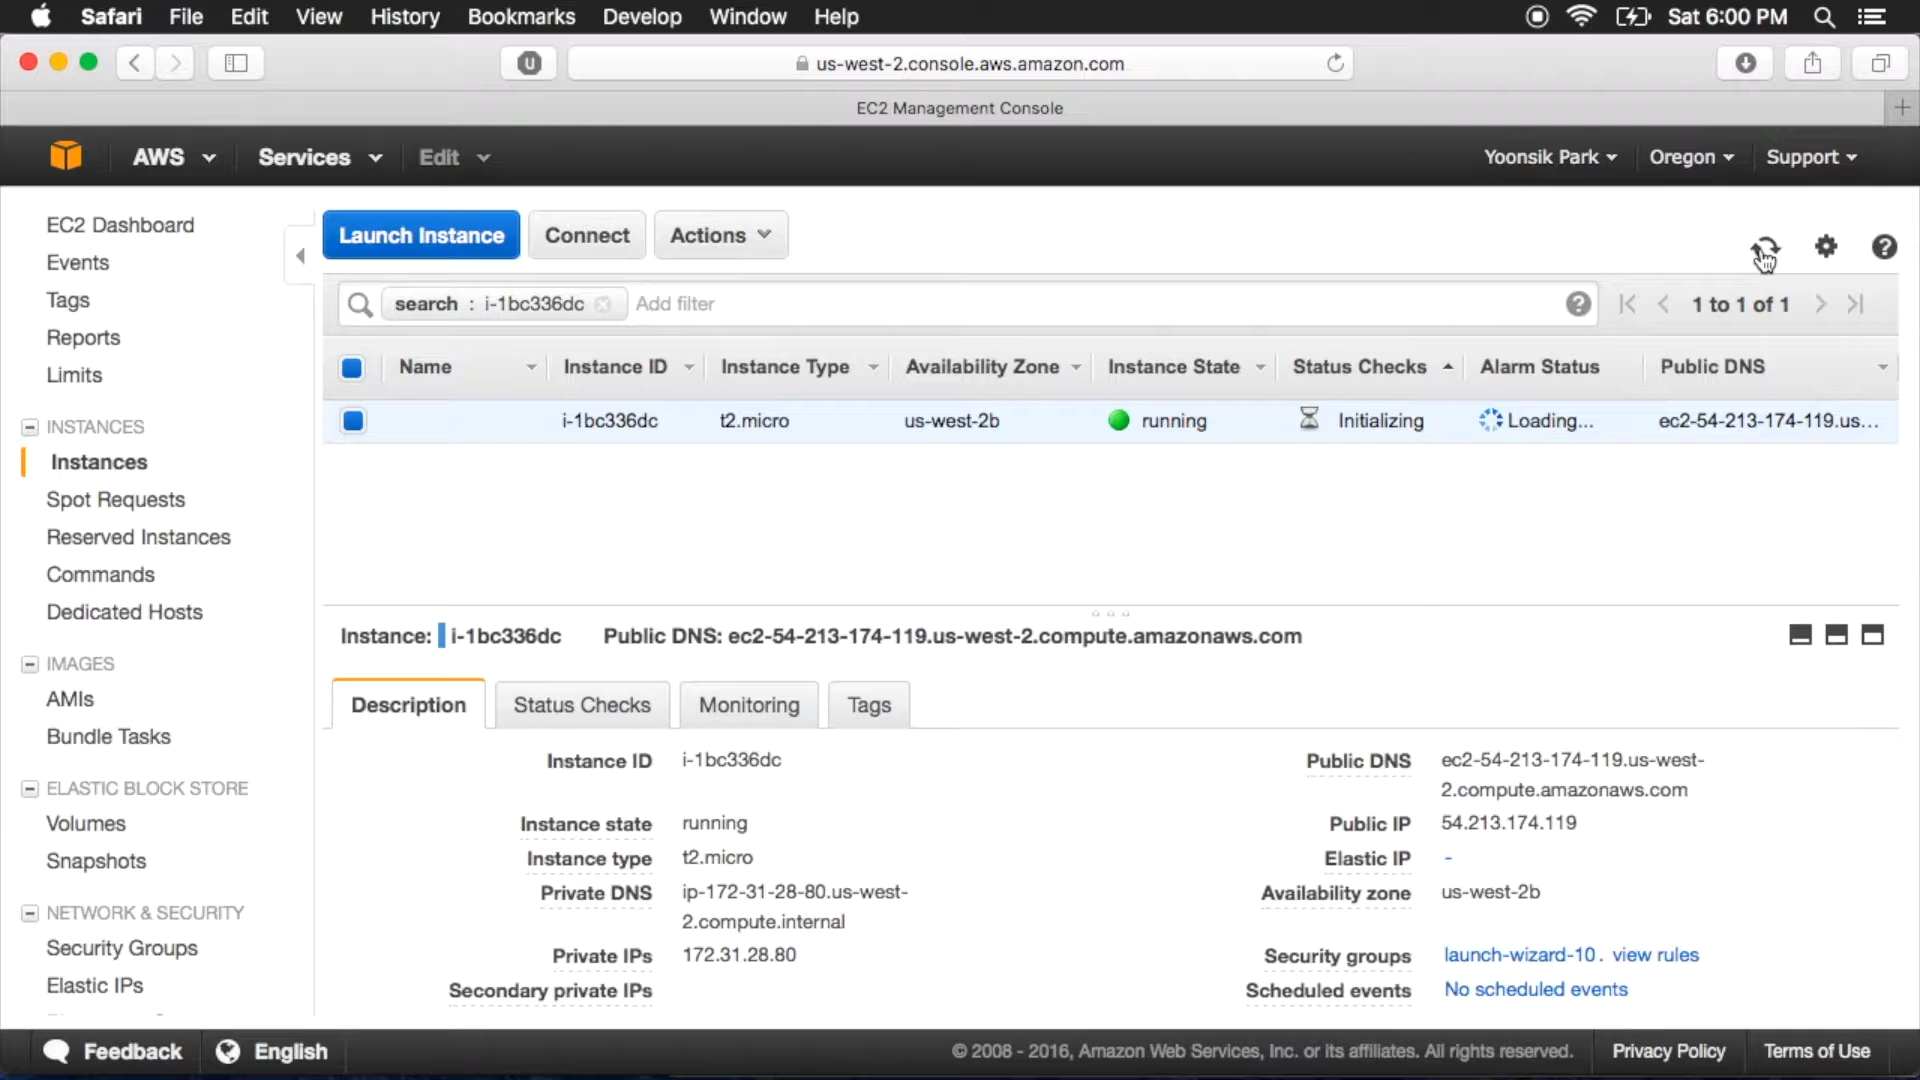 Safari File Edit View History Bookmarks Develop Window Help Sat 6:00 PM
us-west-2.console.aws.amazon.com
EC2 Management Console
AWS Services Edit Yoonsik Park Oregon Support
EC2 Dashboard
Events
Tags
Reports
Limits
INSTANCES
Instances
Spot Requests
Reserved Instances
Commands
Dedicated Hosts
IMAGES
AMIs
Bundle Tasks
ELASTIC BLOCK STORE
Volumes
Snapshots
NETWORK & SECURITY
Security Groups
Elastic IPs
Launch Instance Connect Actions
search : i-1bc336dc Add filter 1 to 1 of 1
Name Instance ID Instance Type Availability Zone Instance State Status Checks Alarm Status Public DNS
i-1bc336dc t2.micro us-west-2b running Initializing Loading... ec2-54-213-174-119.us...
Instance: i-1bc336dc Public DNS: ec2-54-213-174-119.us-west-2.compute.amazonaws.com
Description Status Checks Monitoring Tags
Instance ID i-1bc336dc
Instance state running
Instance type t2.micro
Private DNS ip-172-31-28-80.us-west-
2.compute.internal
Private IPs 172.31.28.80
Secondary private IPs
Public DNS ec2-54-213-174-119.us-west-
2.compute.amazonaws.com
Public IP 54.213.174.119
Elastic IP -
Availability zone us-west-2b
Security groups launch-wizard-10. view rules
Scheduled events No scheduled events
Feedback English © 2008 - 2016, Amazon Web Services, Inc. or its affiliates. All rights reserved. Privacy Policy Terms of Use